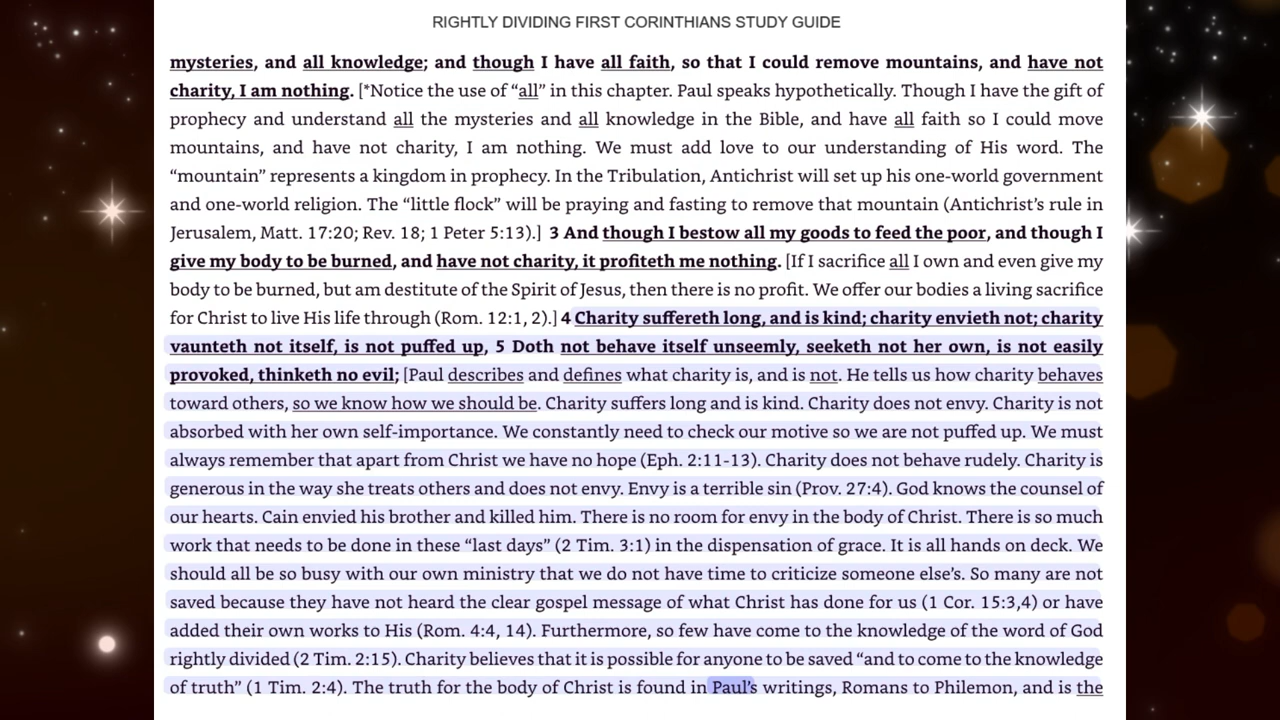 RIGHTLY DIVIDING FIRST CORINTHIANS STUDY GUIDE
mysteries, and all knowledge; and though I have all faith, so that I could remove mountains, and have not
charity, I am nothing. [*Notice the use of “all” in this chapter. Paul speaks hypothetically. Though I have the gift of
prophecy and understand all the mysteries and all knowledge in the Bible, and have all faith so I could move
mountains, and have not charity, I am nothing. We must add love to our understanding of His word. The
“mountain” represents a kingdom in prophecy. In the Tribulation, Antichrist will set up his one-world government
and one-world religion. The “little flock” will be praying and fasting to remove that mountain (Antichrist’s rule in
Jerusalem, Matt. 17:20; Rev. 18; 1 Peter 5:13).] 3 And though I bestow all my goods to feed the poor, and though I
give my body to be burned, and have not charity, it profiteth me nothing. [If I sacrifice all I own and even give my
body to be burned, but am destitute of the Spirit of Jesus, then there is no profit. We offer our bodies a living sacrifice
for Christ to live His life through (Rom. 12:1, 2).] 4 Charity suffereth long, and is kind; charity envieth not; charity
vaunteth not itself, is not puffed up, 5 Doth not behave itself unseemly, seeketh not her own, is not easily
provoked, thinketh no evil; [Paul describes and defines what charity is, and is not. He tells us how charity behaves
toward others, so we know how we should be. Charity suffers long and is kind. Charity does not envy. Charity is not
absorbed with her own self-importance. We constantly need to check our motive so we are not puffed up. We must
always remember that apart from Christ we have no hope (Eph. 2:11-13). Charity does not behave rudely. Charity is
generous in the way she treats others and does not envy. Envy is a terrible sin (Prov. 27:4). God knows the counsel of
our hearts. Cain envied his brother and killed him. There is no room for envy in the body of Christ. There is so much
work that needs to be done in these “last days” (2 Tim. 3:1) in the dispensation of grace. It is all hands on deck. We
should all be so busy with our own ministry that we do not have time to criticize someone else’s. So many are not
saved because they have not heard the clear gospel message of what Christ has done for us (1 Cor. 15:3,4) or have
added their own works to His (Rom. 4:4, 14). Furthermore, so few have come to the knowledge of the word of God
rightly divided (2 Tim. 2:15). Charity believes that it is possible for anyone to be saved “and to come to the knowledge
of truth” (1 Tim. 2:4). The truth for the body of Christ is found in Paul’s writings, Romans to Philemon, and is the